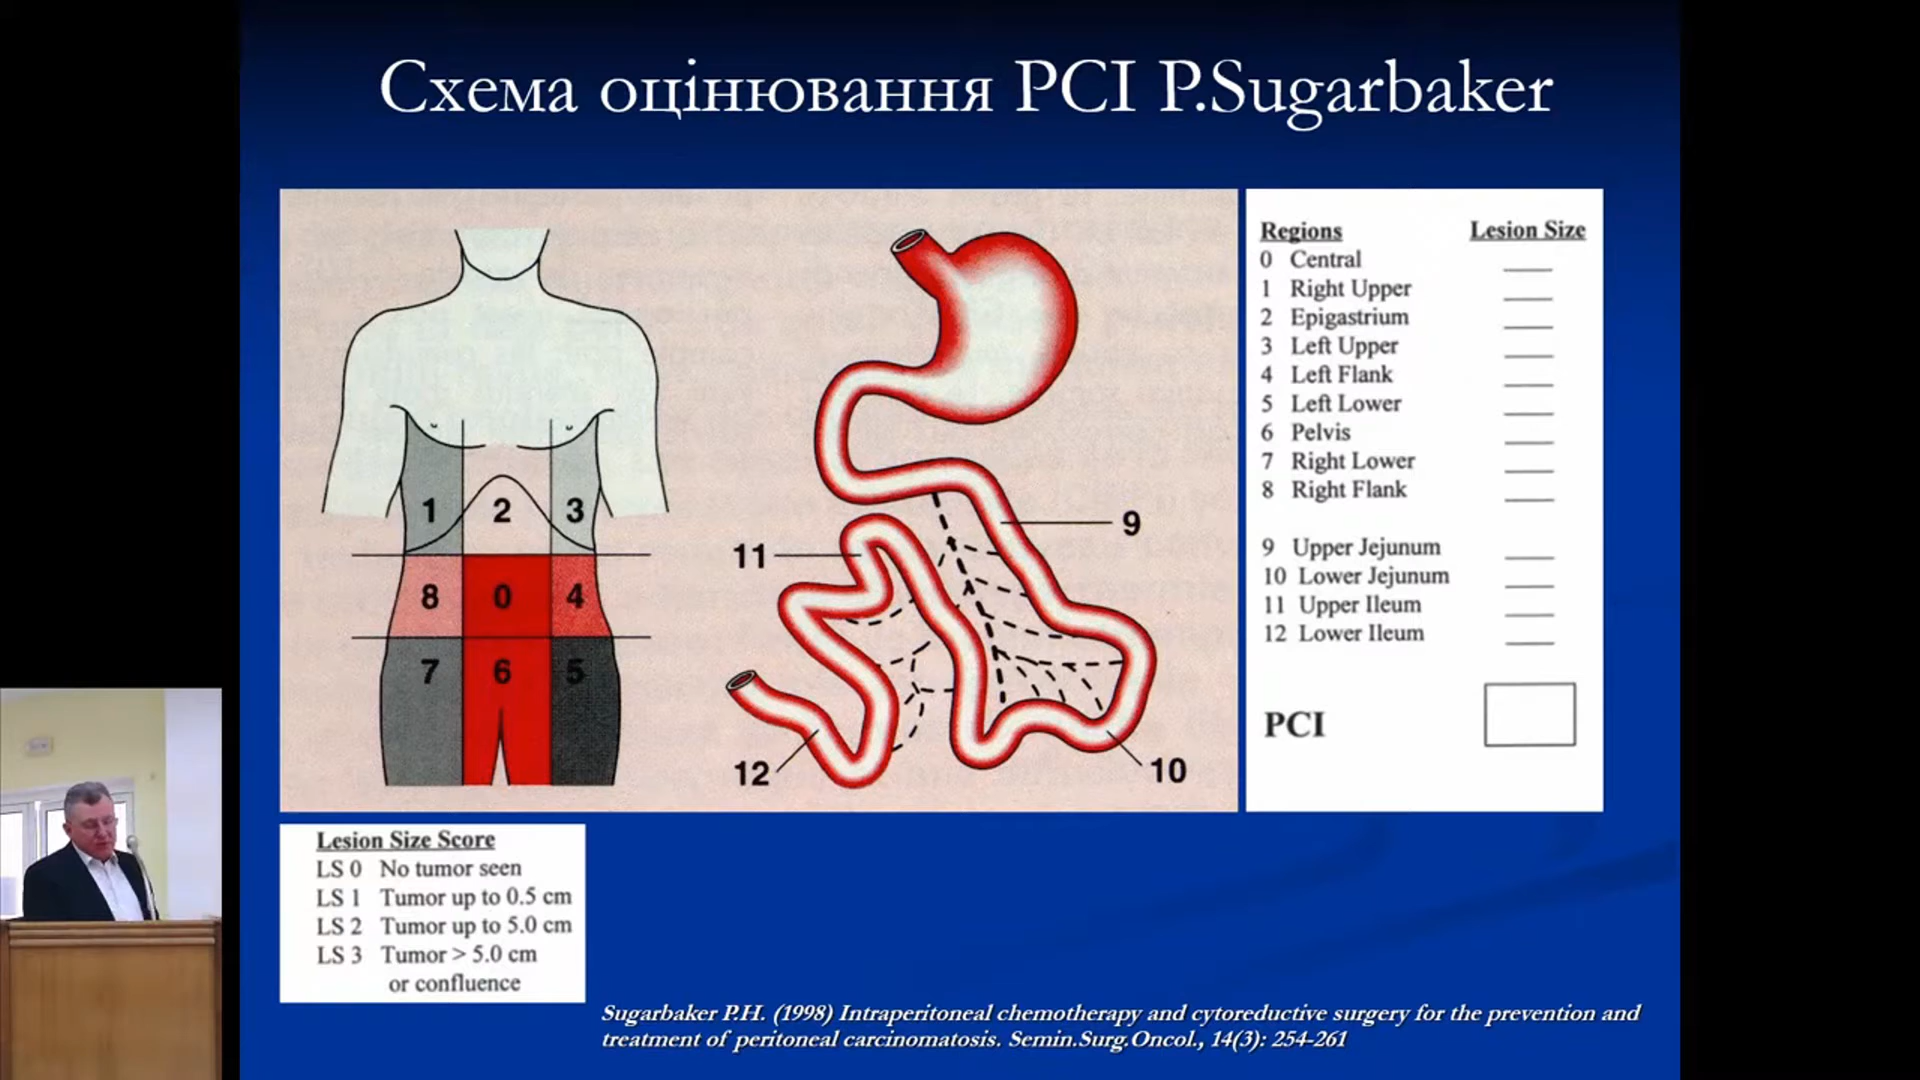 Схема оцінювання PCI P.Sugarbaker
1 2 3
8 0 4
7 6 5
9
11
12
10
Regions Lesion Size
0 Central
1 Right Upper
2 Epigastrium
3 Left Upper
4 Left Flank
5 Left Lower
6 Pelvis
7 Right Lower
8 Right Flank
9 Upper Jejunum
10 Lower Jejunum
11 Upper Ileum
12 Lower Ileum
PCI
Lesion Size Score
LS 0 No tumor seen
LS 1 Tumor up to 0.5 cm
LS 2 Tumor up to 5.0 cm
LS 3 Tumor > 5.0 cm
or confluence
Sugarbaker P.H. (1998) Intraperitoneal chemotherapy and cytoreductive surgery for the prevention and
treatment of peritoneal carcinomatosis. Semin.Surg.Oncol., 14(3): 254-261